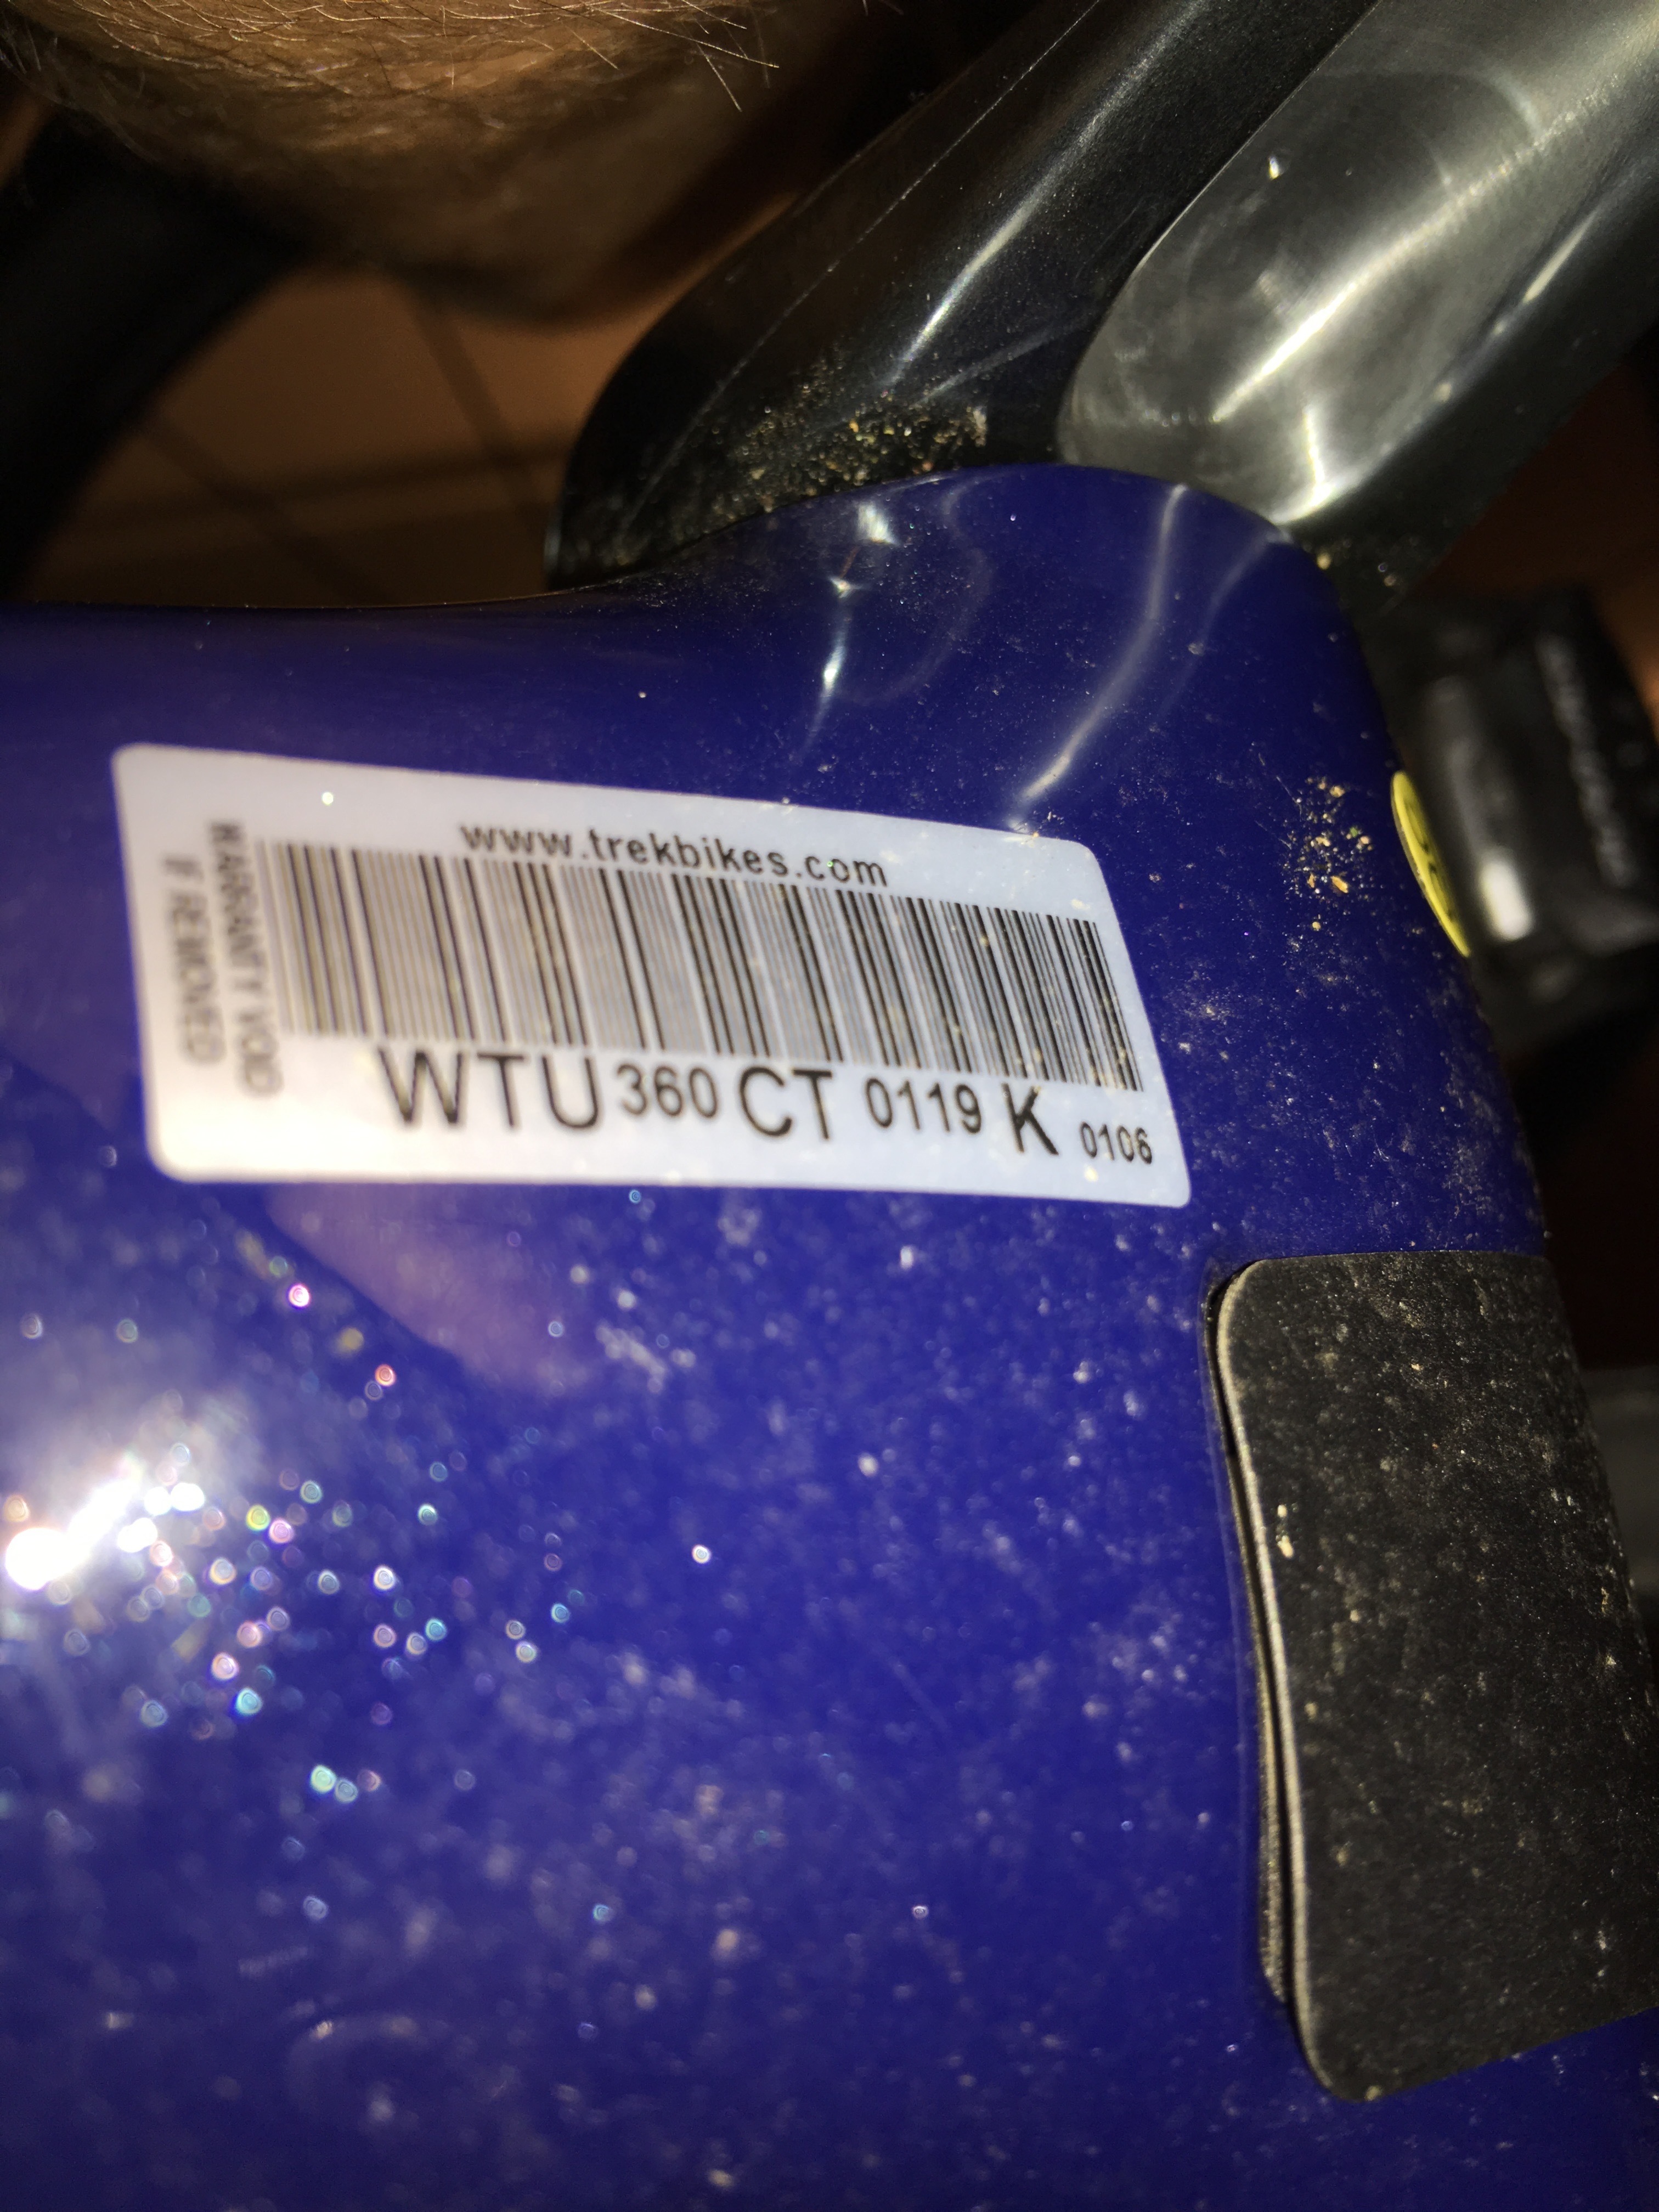 www.trekbikes.com
WARRANTY VOID
IF REMOVED
WTU 360 CT 0119 K 0106